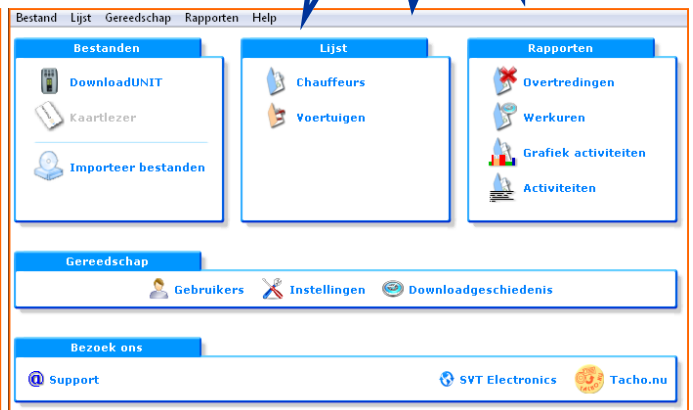 Bestand Lijst Gereedschap Rapporten Help
Bestanden
DownloadUNIT
Kaartlezer
Importeer bestanden
Lijst
Chauffeurs
Voertuigen
Rapporten
Overtredingen
Werkuren
Grafiek activiteiten
Activiteiten
Gereedschap
Gebruikers Instellingen Downloadgeschiedenis
Bezoek ons
@ Support SVT Electronics Tacho.nu